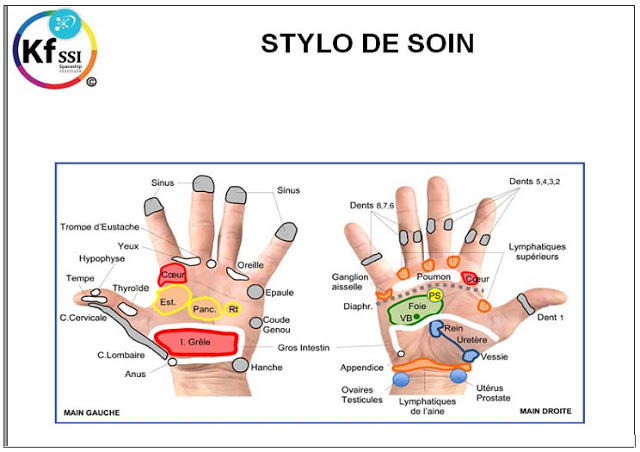 Kf SSI
Spaceship
Institute
©
STYLO DE SOIN
Sinus
Sinus
Trompe d'Eustache
Yeux
Hypophyse
Oreille
Tempe
Thyroïde
Cœur
Epaule
Est.
Panc.
Rt
C.Cervicale
Coude
Genou
I. Grêle
Gros Intestin
C.Lombaire
Anus
Hanche
MAIN GAUCHE
Dents 5,4,3,2
Dents 8,7,6
Lymphatiques
supérieurs
Ganglion
aisselle
Poumon
Cœur
Diaphr.
PS
Foie
VB
Dent 1
Rein
Uretère
Vessie
Appendice
Ovaires
Testicules
Lymphatiques
de l'aine
Utérus
Prostate
MAIN DROITE